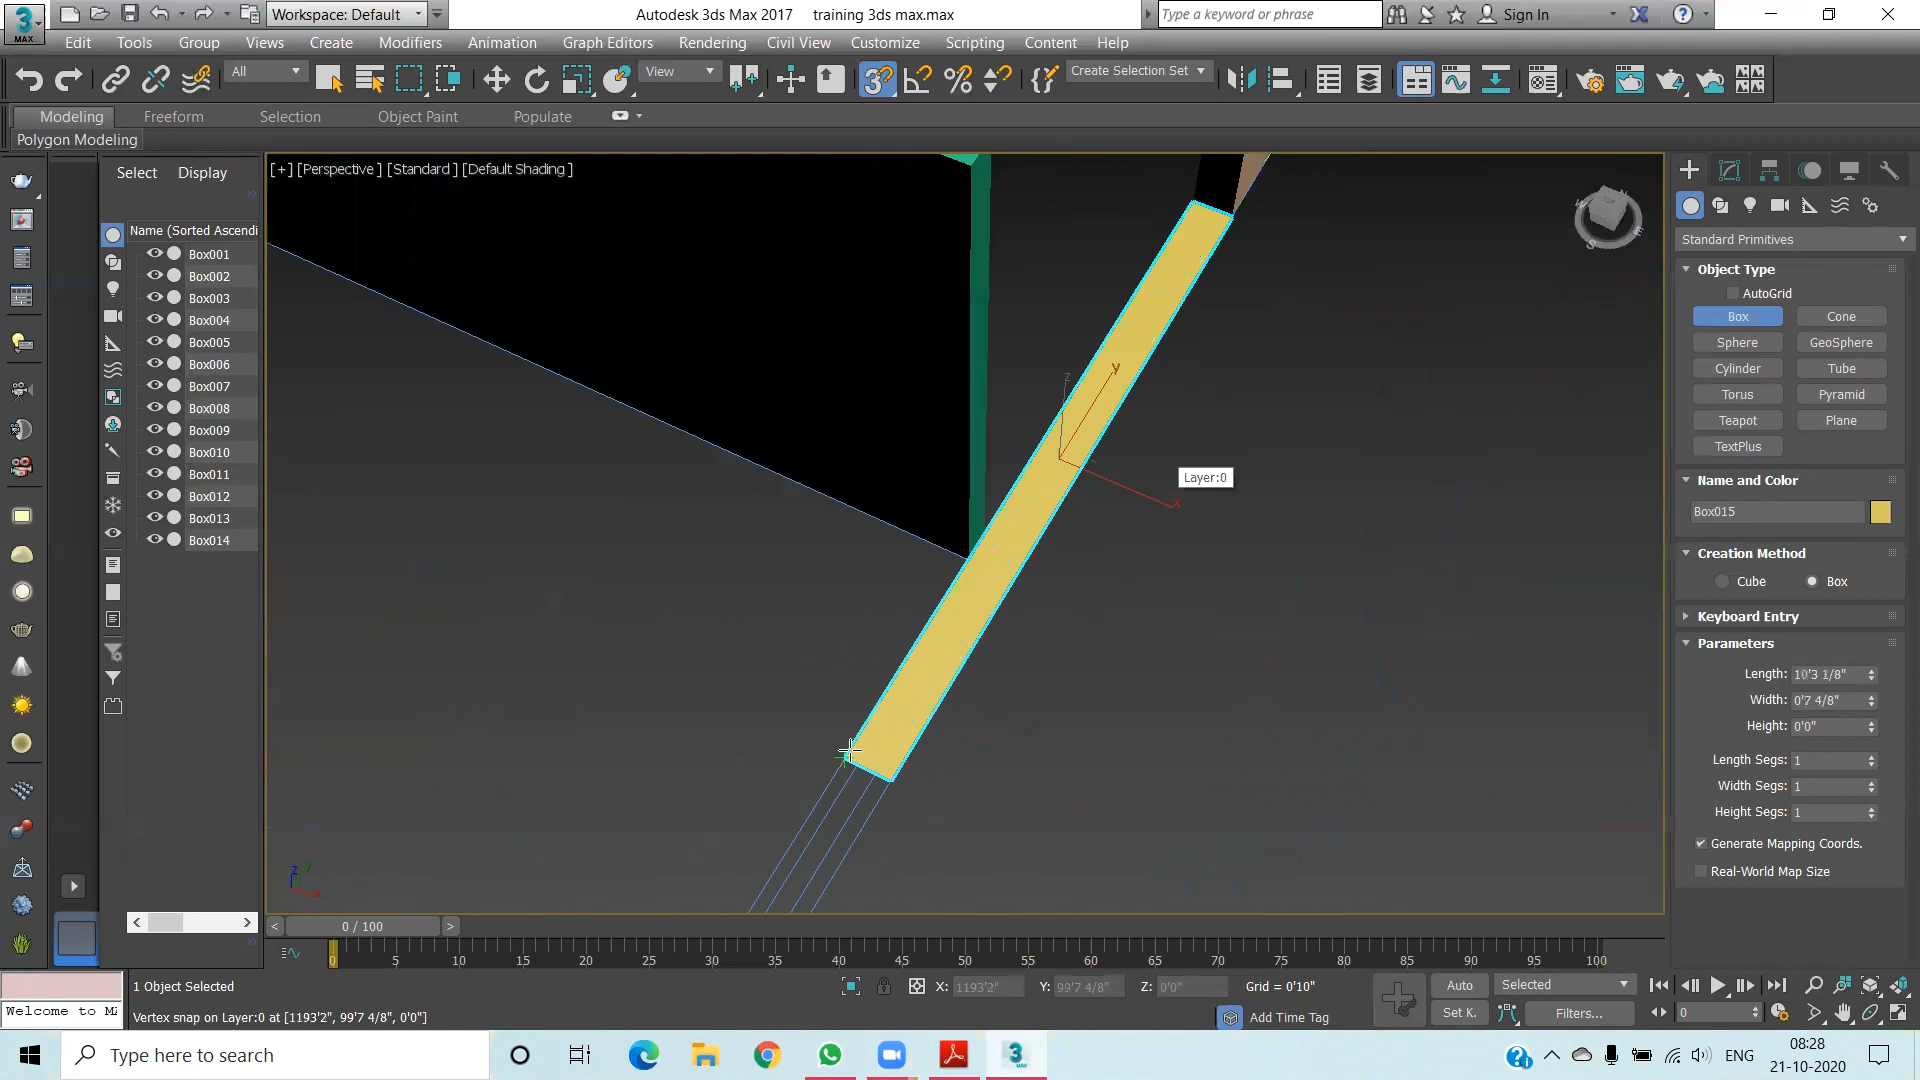 3
MAX
Workspace: Default
Autodesk 3ds Max 2017 training 3ds max.max
Type a keyword or phrase
Sign In
Edit Tools Group Views Create Modifiers Animation Graph Editors Rendering Civil View Customize Scripting Content Help
All
View
Create Selection Set
Modeling Freeform Selection Object Paint Populate
Polygon Modeling
Select Display
Name (Sorted Ascendi
Box001
Box002
Box003
Box004
Box005
Box006
Box007
Box008
Box009
Box010
Box011
Box012
Box013
Box014
[+] [Perspective ] [Standard ] [Default Shading ]
z
y
x
Layer:0
z y
x
Standard Primitives
Object Type
AutoGrid
Box Cone
Sphere GeoSphere
Cylinder Tube
Torus Pyramid
Teapot Plane
TextPlus
Name and Color
Box015
Creation Method
Cube Box
Keyboard Entry
Parameters
Length: 10'3 1/8"
Width: 0'7 4/8"
Height: 0'0"
Length Segs: 1
Width Segs: 1
Height Segs: 1
Generate Mapping Coords.
Real-World Map Size
< 0 / 100 >
0 5 10 15 20 25 30 35 40 45 50 55 60 65 70 75 80 85 90 95 100
Welcome to MA
1 Object Selected
Vertex snap on Layer:0 at [1193'2", 99'7 4/8", 0'0"]
X: 1193'2" Y: 99'7 4/8" Z: 0'0" Grid = 0'10"
Add Time Tag
Auto Selected
Set K. Filters...
0
Type here to search
ENG
08:28
21-10-2020